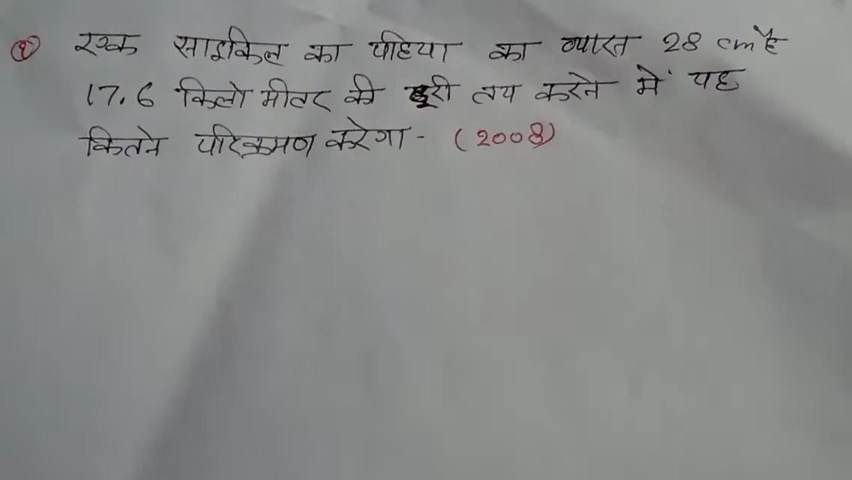 ① एक साइकिल का पहिया का व्यास 28 cm है
17.6 किलो मीटर की दूरी तय करने में यह
कितने परिक्रमण करेगा - (2008)